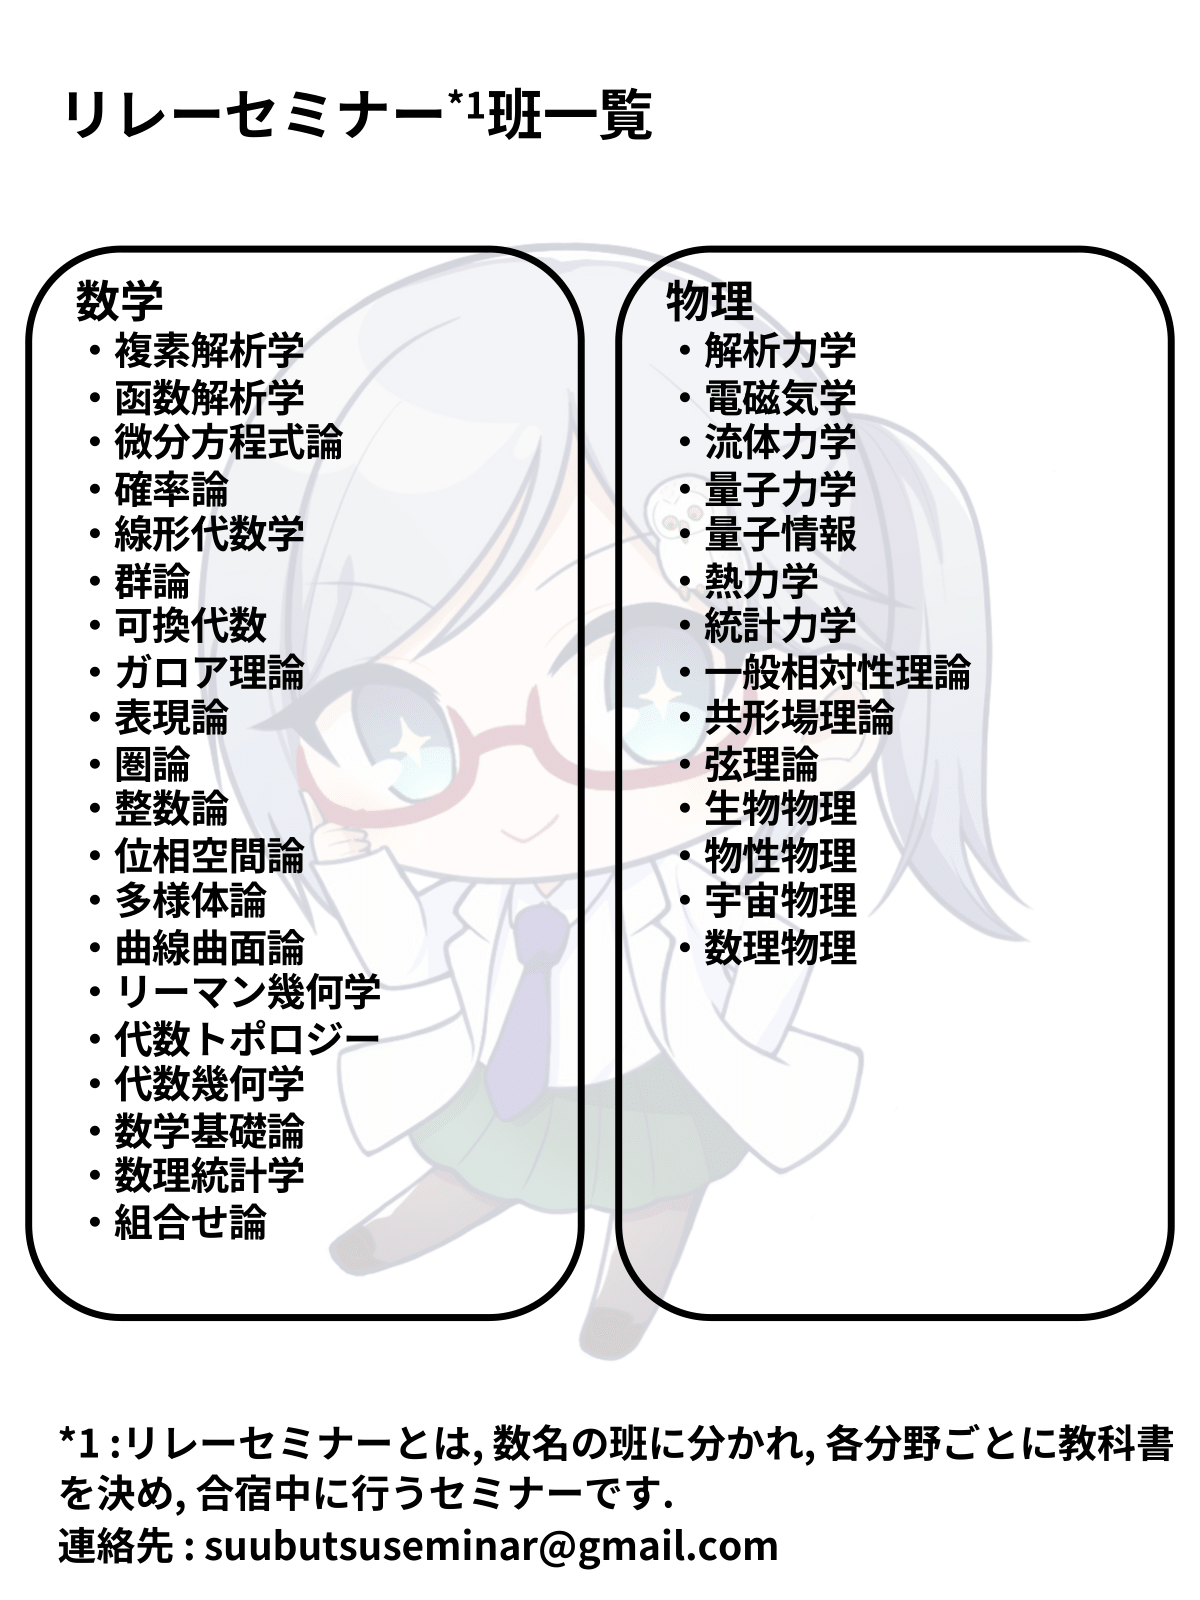 リレーセミナー*1班一覧
数学
・複素解析学
・函数解析学
・微分方程式論
・確率論
・線形代数学
・群論
・可換代数
・ガロア理論
・表現論
・圏論
・整数論
・位相空間論
・多様体論
・曲線曲面論
・リーマン幾何学
・代数トポロジー
・代数幾何学
・数学基礎論
・数理統計学
・組合せ論
物理
・解析力学
・電磁気学
・流体力学
・量子力学
・量子情報
・熱力学
・統計力学
・一般相対性理論
・共形場理論
・弦理論
・生物物理
・物性物理
・宇宙物理
・数理物理
*1 :リレーセミナーとは, 数名の班に分かれ, 各分野ごとに教科書
を決め, 合宿中に行うセミナーです.
連絡先 : suubutsuseminar@gmail.com